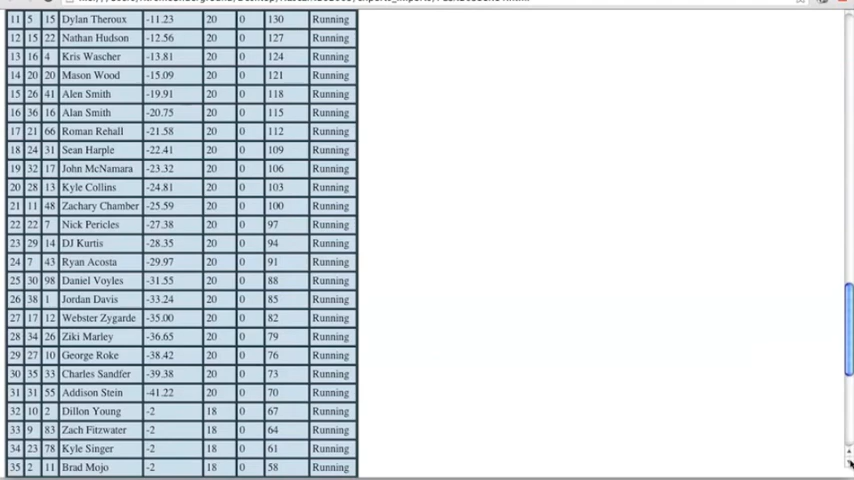 11 5 15 Dylan Theroux -11.23 20 0 130 Running
12 15 22 Nathan Hudson -12.56 20 0 127 Running
13 16 4 Kris Wascher -13.81 20 0 124 Running
14 20 20 Mason Wood -15.09 20 0 121 Running
15 26 41 Alen Smith -19.91 20 0 118 Running
16 36 16 Alan Smith -20.75 20 0 115 Running
17 21 66 Roman Rehall -21.58 20 0 112 Running
18 24 31 Sean Harple -22.41 20 0 109 Running
19 32 17 John McNamara -23.32 20 0 106 Running
20 28 13 Kyle Collins -24.81 20 0 103 Running
21 11 48 Zachary Chamber -25.59 20 0 100 Running
22 22 7 Nick Pericles -27.38 20 0 97 Running
23 29 14 DJ Kurtis -28.35 20 0 94 Running
24 7 43 Ryan Acosta -29.97 20 0 91 Running
25 30 98 Daniel Voyles -31.55 20 0 88 Running
26 38 1 Jordan Davis -33.24 20 0 85 Running
27 17 12 Webster Zygarde -35.00 20 0 82 Running
28 34 26 Ziki Marley -36.65 20 0 79 Running
29 27 10 George Roke -38.42 20 0 76 Running
30 35 33 Charles Sandfer -39.38 20 0 73 Running
31 31 55 Addison Stein -41.22 20 0 70 Running
32 10 2 Dillon Young -2 18 0 67 Running
33 9 83 Zach Fitzwater -2 18 0 64 Running
34 23 78 Kyle Singer -2 18 0 61 Running
35 2 11 Brad Mojo -2 18 0 58 Running